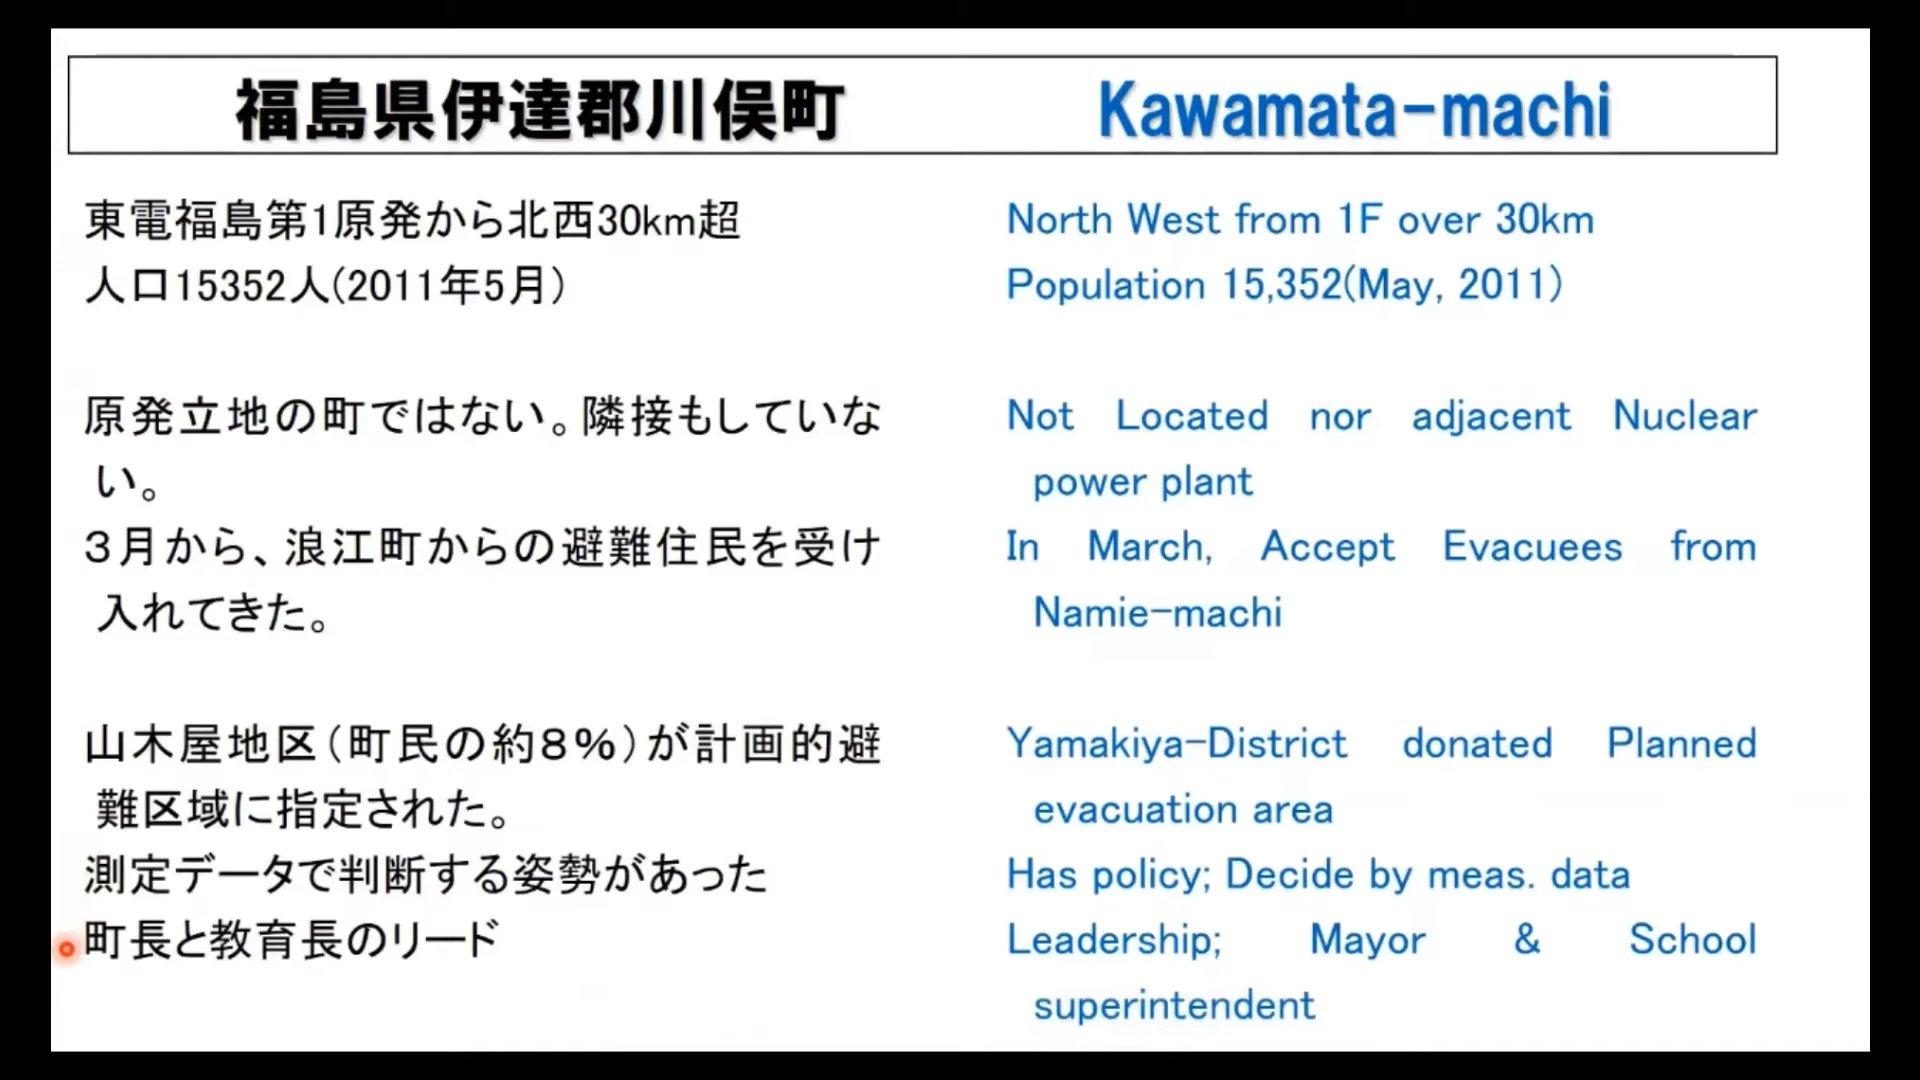 福島県伊達郡川俣町 Kawamata-machi
東電福島第1原発から北西30km超
人口15352人(2011年5月)
原発立地の町ではない。隣接もしていな
い。
３月から、浪江町からの避難住民を受け
入れてきた。
山木屋地区(町民の約８％)が計画的避
難区域に指定された。
測定データで判断する姿勢があった
町長と教育長のリード
North West from 1F over 30km
Population 15,352(May, 2011)
Not Located nor adjacent Nuclear
power plant
In March, Accept Evacuees from
Namie-machi
Yamakiya-District donated Planned
evacuation area
Has policy; Decide by meas. data
Leadership; Mayor & School
superintendent